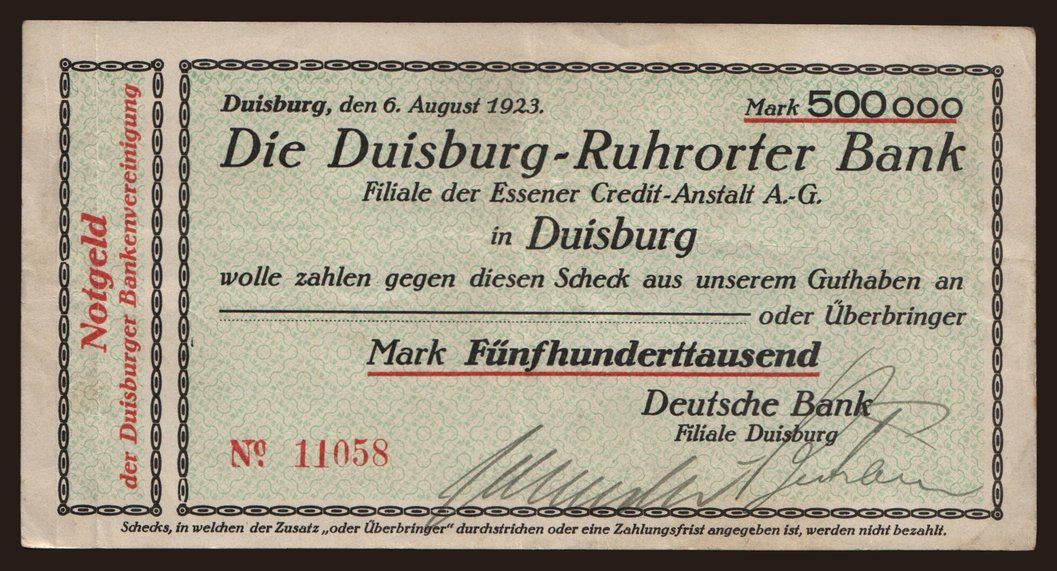 Notgeld
der Duisburger Bankenvereinigung
Duisburg, den 6. August 1923.
Mark 500000
Die Duisburg-Ruhrorter Bank
Filiale der Essener Credit-Anstalt A.-G.
in Duisburg
wolle zahlen gegen diesen Scheck aus unserem Guthaben an
oder Überbringer
Mark Fünfhunderttausend
Deutsche Bank
Filiale Duisburg
No. 11058
Schecks, in welchen der Zusatz „oder Überbringer" durchstrichen oder eine Zahlungsfrist angegeben ist, werden nicht bezahlt.